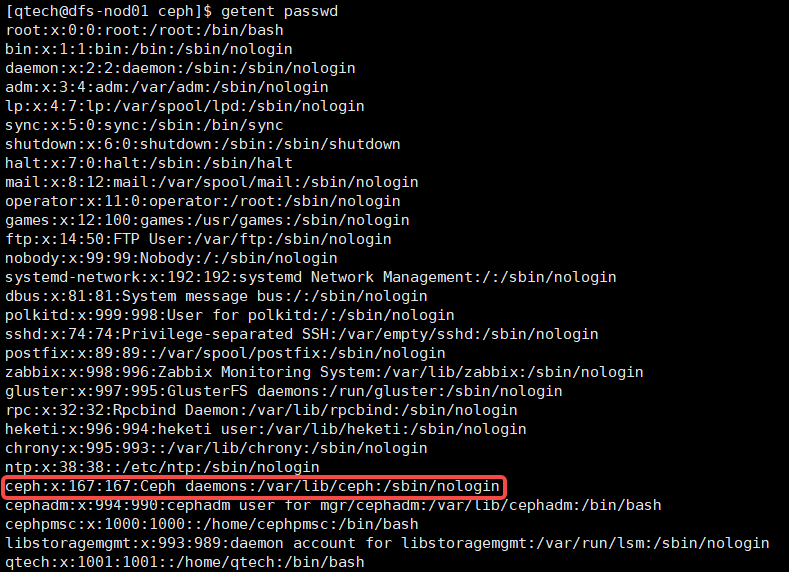 [qtech@dfs-nod01 ceph]$ getent passwd
root:x:0:0:root:/root:/bin/bash
bin:x:1:1:bin:/bin:/sbin/nologin
daemon:x:2:2:daemon:/sbin:/sbin/nologin
adm:x:3:4:adm:/var/adm:/sbin/nologin
lp:x:4:7:lp:/var/spool/lpd:/sbin/nologin
sync:x:5:0:sync:/sbin:/bin/sync
shutdown:x:6:0:shutdown:/sbin:/sbin/shutdown
halt:x:7:0:halt:/sbin:/sbin/halt
mail:x:8:12:mail:/var/spool/mail:/sbin/nologin
operator:x:11:0:operator:/root:/sbin/nologin
games:x:12:100:games:/usr/games:/sbin/nologin
ftp:x:14:50:FTP User:/var/ftp:/sbin/nologin
nobody:x:99:99:Nobody:/:/sbin/nologin
systemd-network:x:192:192:systemd Network Management:/:/sbin/nologin
dbus:x:81:81:System message bus:/:/sbin/nologin
polkitd:x:999:998:User for polkitd:/:/sbin/nologin
sshd:x:74:74:Privilege-separated SSH:/var/empty/sshd:/sbin/nologin
postfix:x:89:89::/var/spool/postfix:/sbin/nologin
zabbix:x:998:996:Zabbix Monitoring System:/var/lib/zabbix:/sbin/nologin
gluster:x:997:995:GlusterFS daemons:/run/gluster:/sbin/nologin
rpc:x:32:32:Rpcbind Daemon:/var/lib/rpcbind:/sbin/nologin
heketi:x:996:994:heketi user:/var/lib/heketi:/sbin/nologin
chrony:x:995:993::/var/lib/chrony:/sbin/nologin
ntp:x:38:38::/etc/ntp:/sbin/nologin
ceph:x:167:167:Ceph daemons:/var/lib/ceph:/sbin/nologin
cephadm:x:994:990:cephadm user for mgr/cephadm:/var/lib/cephadm:/bin/bash
cephpmsc:x:1000:1000::/home/cephpmsc:/bin/bash
libstoragemgmt:x:993:989:daemon account for libstoragemgmt:/var/run/lsm:/sbin/nologin
qtech:x:1001:1001::/home/qtech:/bin/bash